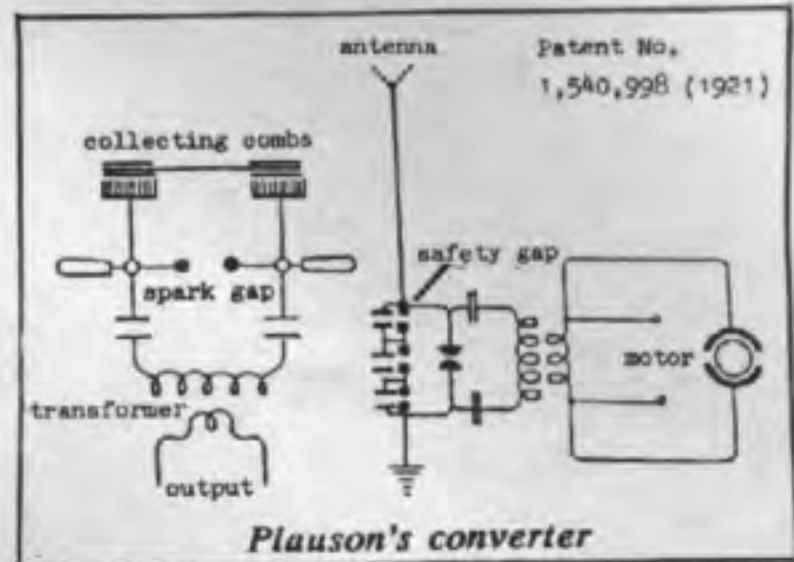 antenna
Patent No.
1,540,998 (1921)
collecting combs
safety gap
spark gap
motor
transformer
output
Plauson's converter